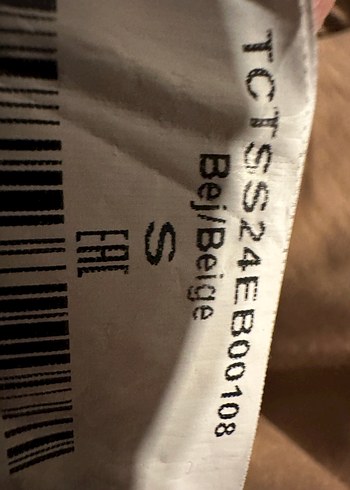 TCTSS24EB00108
Bej/Beige
S
EAC